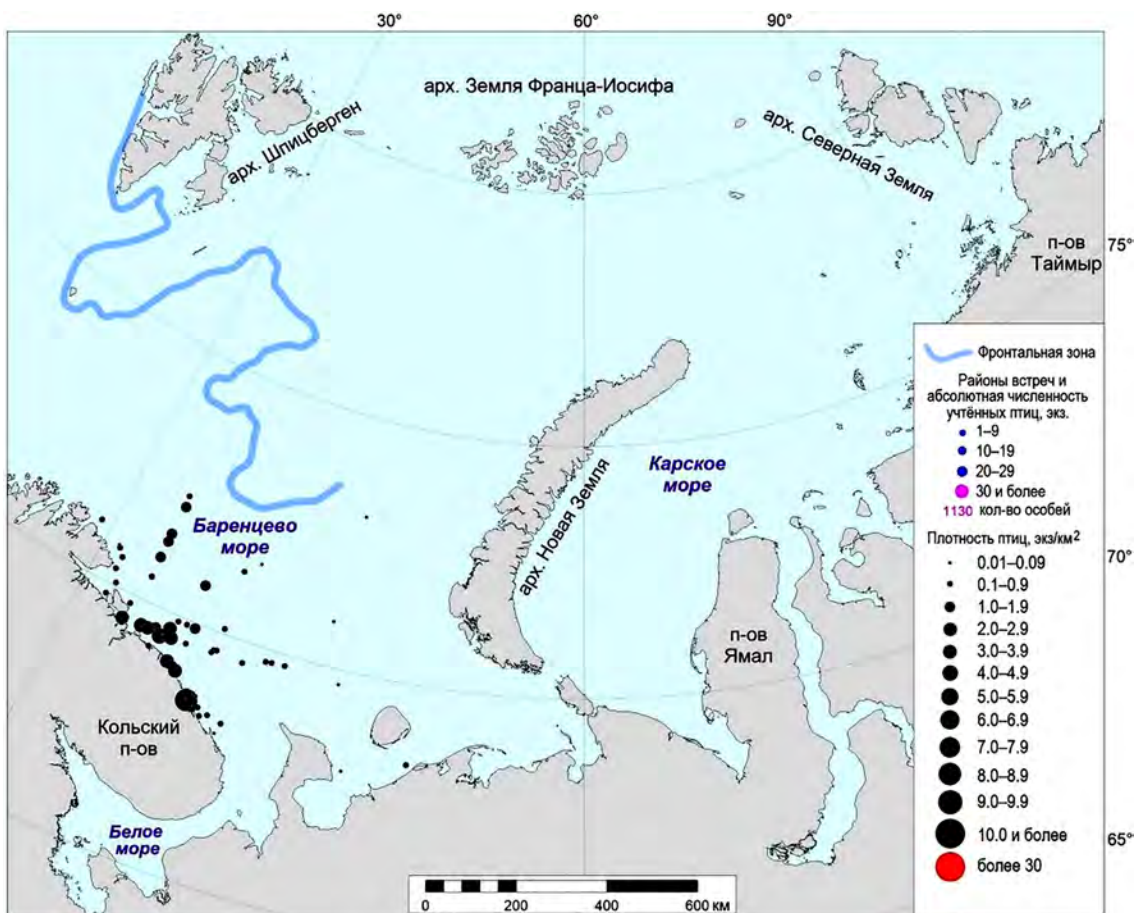 30°
60°
90°
арх. Земля Франца-Иосифа
арх. Шпицберген
арх. Северная Земля
п-ов
Таймыр
75°
Фронтальная зона
Районы встреч и
абсолютная численность
учтённых птиц, экз.
1–9
10–19
20–29
30 и более
1130 кол-во особей
Плотность птиц, экз/км²
0.01–0.09
0.1–0.9
1.0–1.9
2.0–2.9
3.0–3.9
4.0–4.9
5.0–5.9
6.0–6.9
7.0–7.9
8.0–8.9
9.0–9.9
10.0 и более
более 30
Карское
море
Баренцево
море
арх. Новая Земля
70°
п-ов
Ямал
Кольский
п-ов
Белое
море
65°
0 200 400 600 км